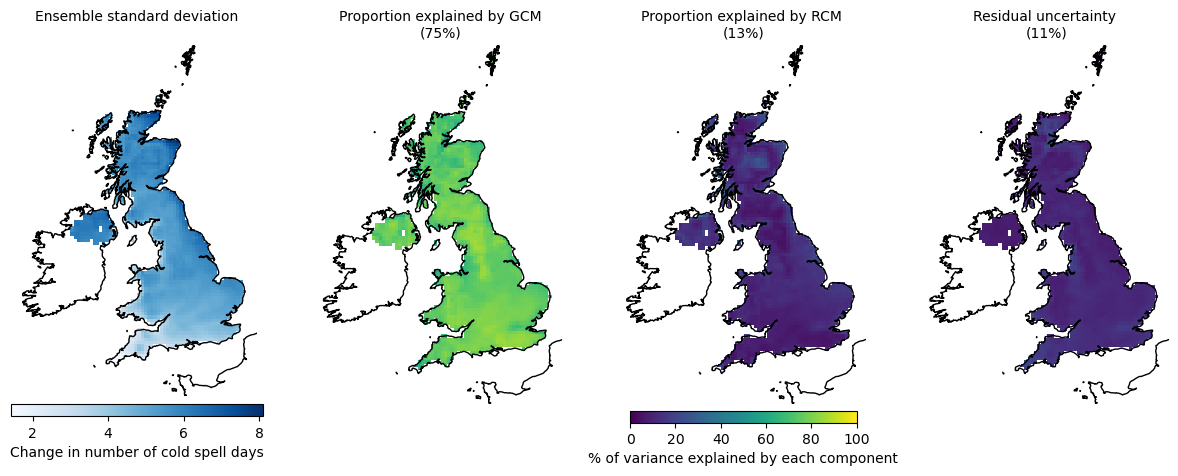 Ensemble standard deviation
Proportion explained by GCM
(75%)
Proportion explained by RCM
(13%)
Residual uncertainty
(11%)
2 4 6 8
Change in number of cold spell days
0 20 40 60 80 100
% of variance explained by each component